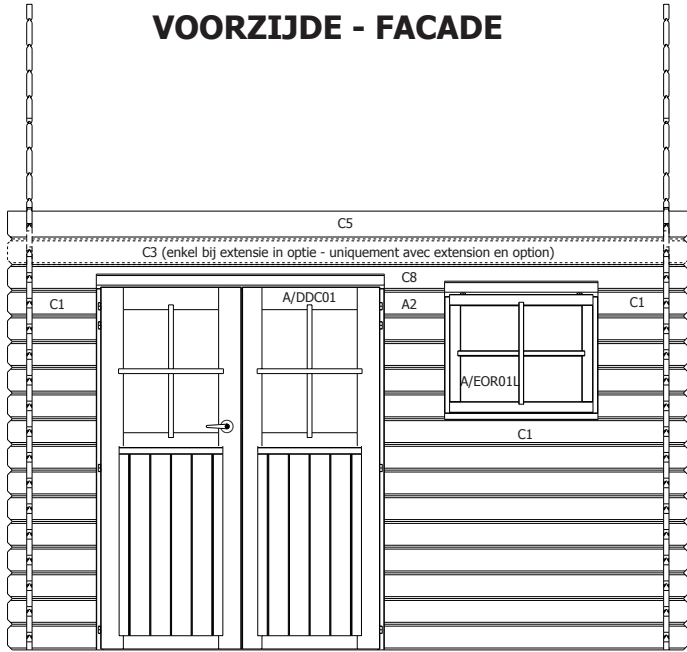 VOORZIJDE - FACADE
C5
C3 (enkel bij extensie in optie - uniquement avec extension en option)
C8
C1
A/DDC01
A2
C1
A/EOR01L
C1